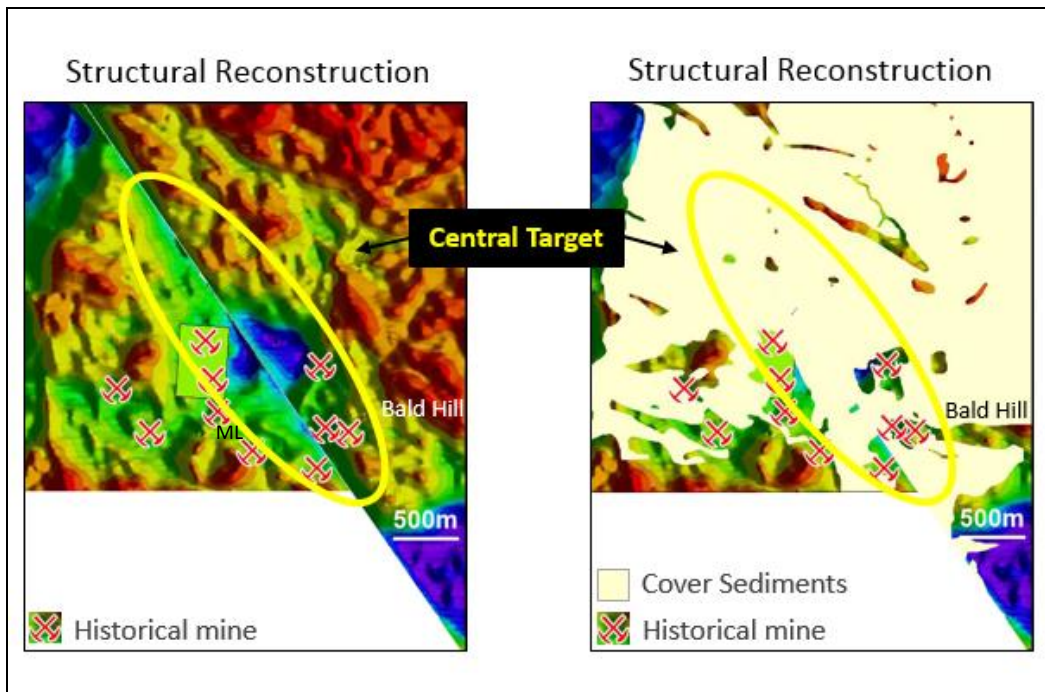 Structural Reconstruction
Structural Reconstruction
Central Target
Bald Hill
ML
500m
Historical mine
Bald Hill
500m
Cover Sediments
Historical mine